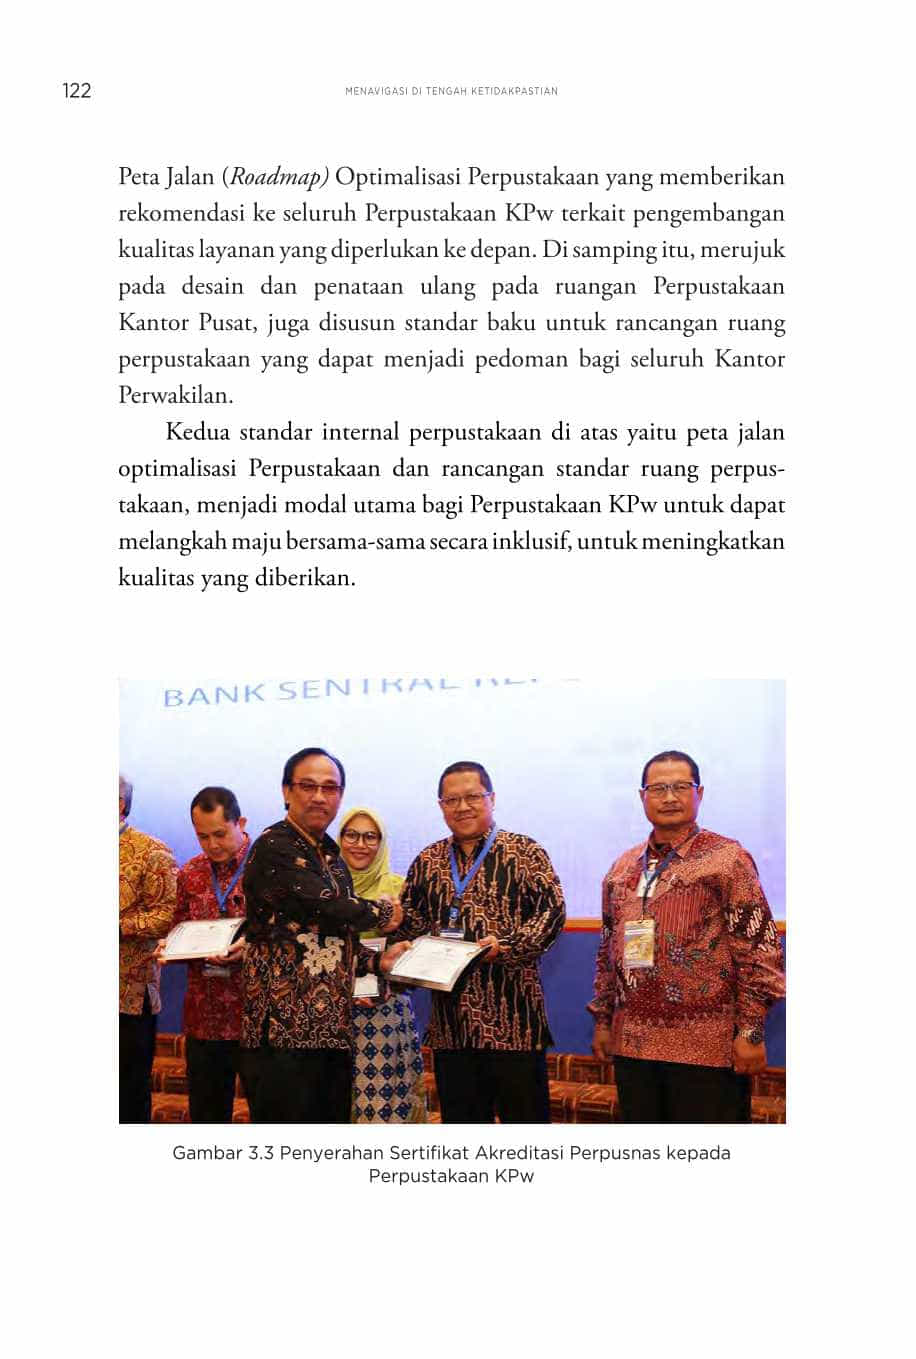 122
MENAVIGASI DI TENGAH KETIDAKPASTIAN
Peta Jalan (Roadmap) Optimalisasi Perpustakaan yang memberikan
rekomendasi ke seluruh Perpustakaan KPw terkait pengembangan
kualitas layanan yang diperlukan ke depan. Di samping itu, merujuk
pada desain dan penataan ulang pada ruangan Perpustakaan
Kantor Pusat, juga disusun standar baku untuk rancangan ruang
perpustakaan yang dapat menjadi pedoman bagi seluruh Kantor
Perwakilan.
Kedua standar internal perpustakaan di atas yaitu peta jalan
optimalisasi Perpustakaan dan rancangan standar ruang perpus-
takaan, menjadi modal utama bagi Perpustakaan KPw untuk dapat
melangkah maju bersama-sama secara inklusif, untuk meningkatkan
kualitas yang diberikan.
BANK SENTRAL
Gambar 3.3 Penyerahan Sertifikat Akreditasi Perpusnas kepada
Perpustakaan KPw